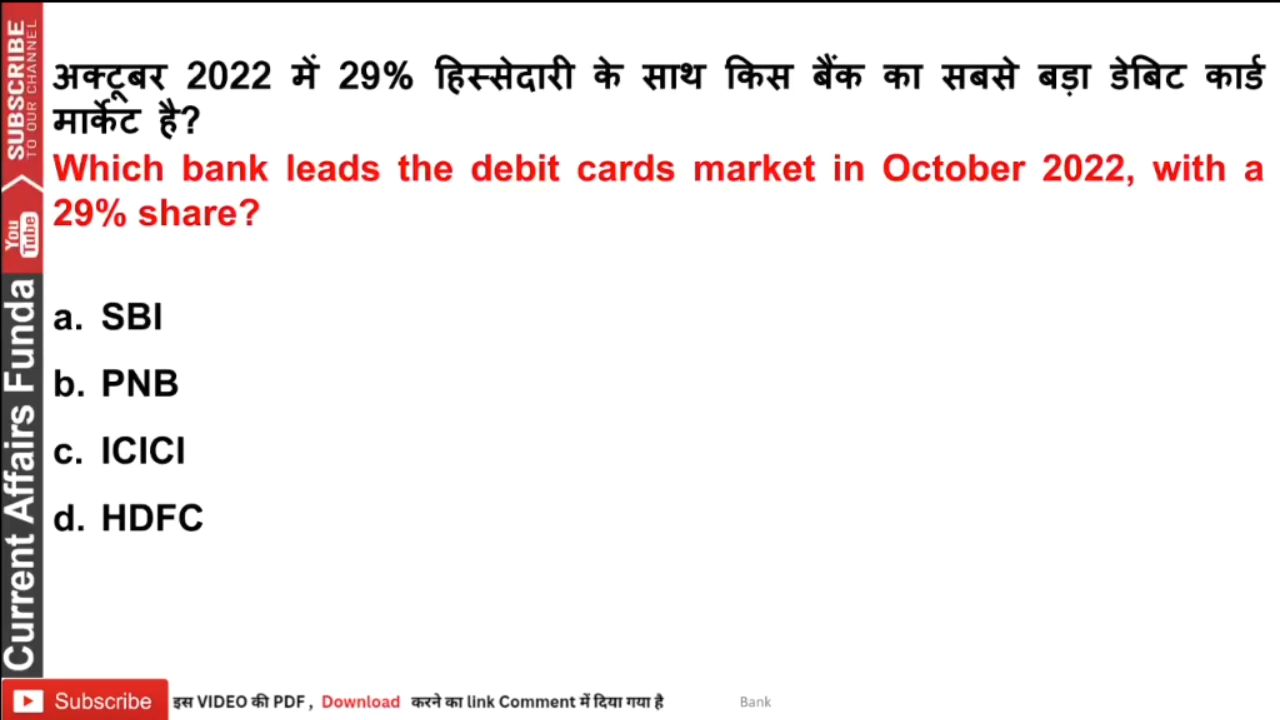 अक्टूबर 2022 में 29% हिस्सेदारी के साथ किस बैंक का सबसे बड़ा डेबिट कार्ड
मार्केट है?
Which bank leads the debit cards market in October 2022, with a
29% share?
a. SBI
b. PNB
c. ICICI
d. HDFC
SUBSCRIBE
TO OUR CHANNEL
You
Tube
Current Affairs Funda
Subscribe इस VIDEO की PDF, Download करने का link Comment में दिया गया है Bank